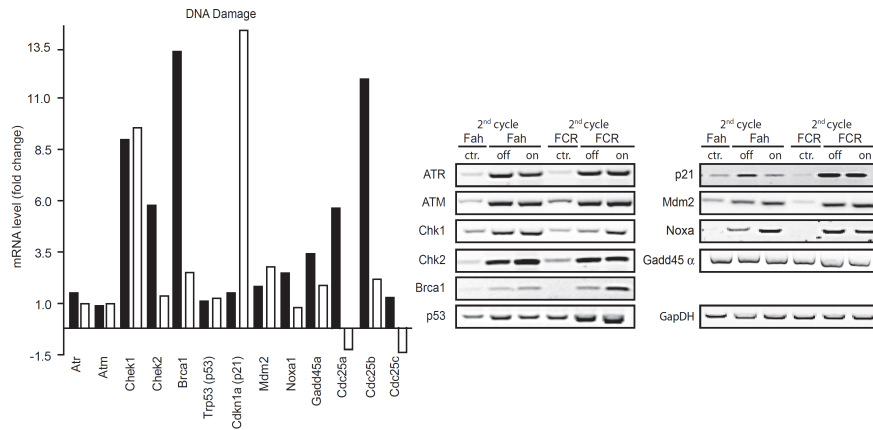 DNA Damage
mRNA level (fold change)
13.5
11.0
8.5
6.0
3.5
1.0
-1.5
Atr
Atm
Chek1
Chek2
Brca1
Trp53 (p53)
Cdkn1a (p21)
Mdm2
Noxa1
Gadd45a
Cdc25a
Cdc25b
Cdc25c
2nd cycle 2nd cycle
Fah Fah FCR FCR
ctr. off on ctr. off on
ATR
ATM
Chk1
Chk2
Brca1
p53
2nd cycle 2nd cycle
Fah Fah FCR FCR
ctr. off on ctr. off on
p21
Mdm2
Noxa
Gadd45 α
GapDH